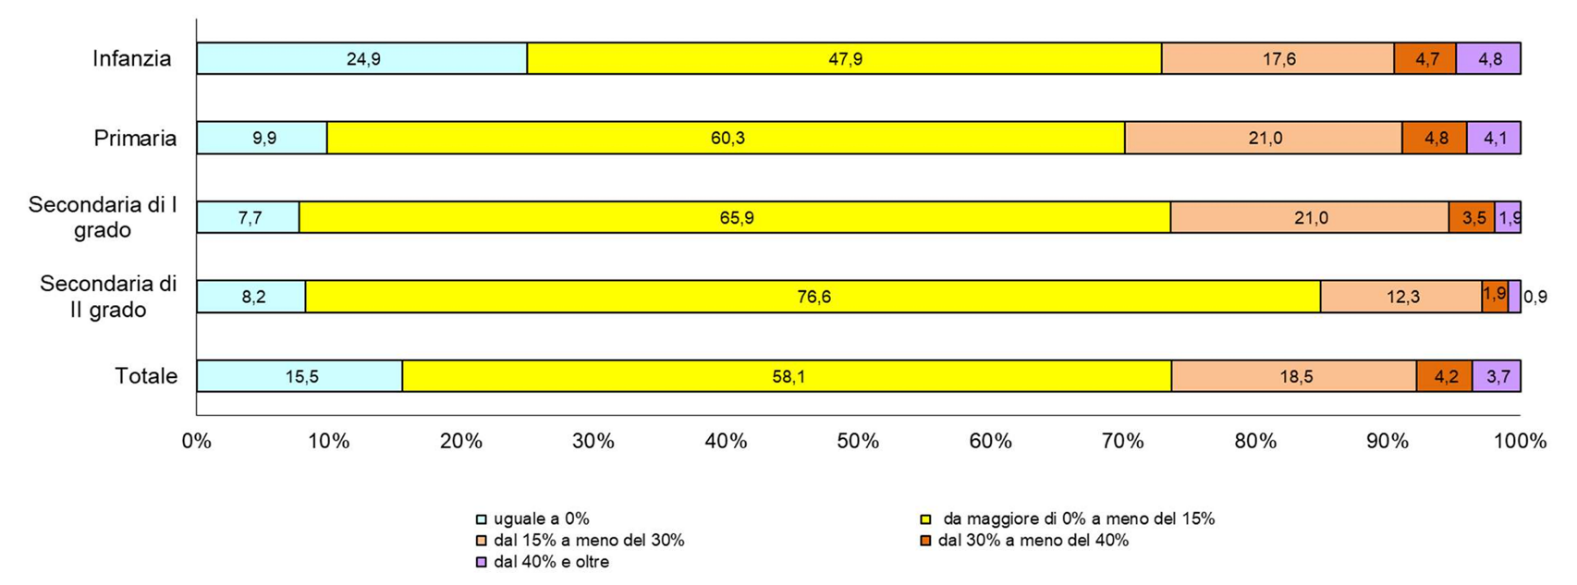 Infanzia
24,9 47,9 17,6 4,7 4,8
Primaria
9,9 60,3 21,0 4,8 4,1
Secondaria di I
grado
7,7 65,9 21,0 3,5 1,9
Secondaria di
II grado
8,2 76,6 12,3 1,9 0,9
Totale
15,5 58,1 18,5 4,2 3,7
0% 10% 20% 30% 40% 50% 60% 70% 80% 90% 100%
uguale a 0% da maggiore di 0% a meno del 15%
dal 15% a meno del 30% dal 30% a meno del 40%
dal 40% e oltre